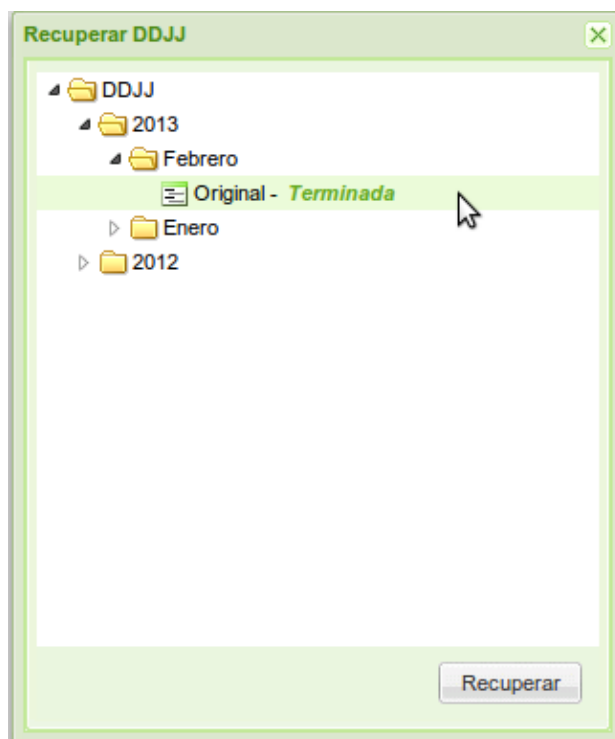 Recuperar DDJJ
DDJJ
2013
Febrero
Original - Terminada
Enero
2012
Recuperar